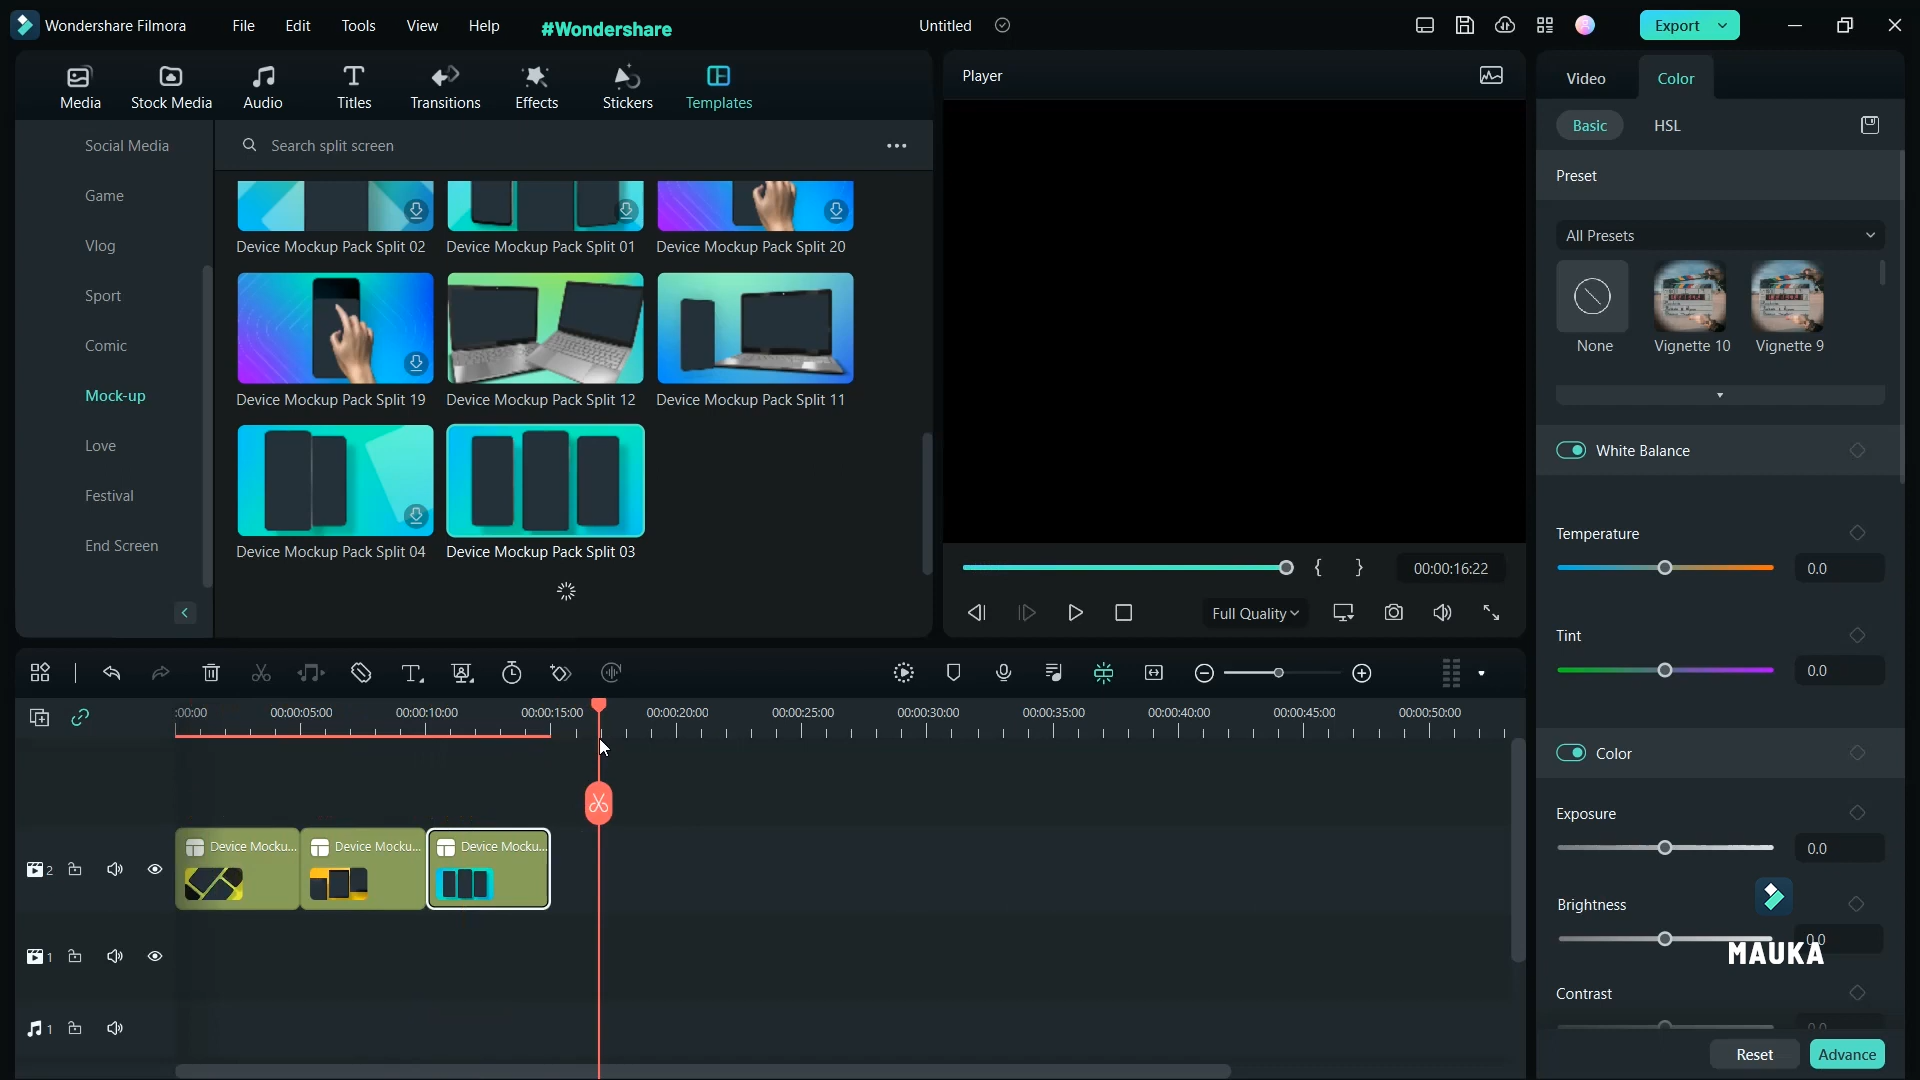 Wondershare Filmora
File
Edit
Tools
View
Help
#Wondershare
Untitled
Export
Media
Stock Media
Audio
Titles
Transitions
Effects
Stickers
Templates
Social Media
Game
Vlog
Sport
Comic
Mock-up
Love
Festival
End Screen
Search split screen
Device Mockup Pack Split 02
Device Mockup Pack Split 01
Device Mockup Pack Split 20
Device Mockup Pack Split 19
Device Mockup Pack Split 12
Device Mockup Pack Split 11
Device Mockup Pack Split 04
Device Mockup Pack Split 03
Player
{ }
00:00:16:22
Full Quality
Video
Color
Basic
HSL
Preset
All Presets
None
Vignette 10
Vignette 9
White Balance
Temperature
0.0
Tint
0.0
Color
Exposure
0.0
Brightness
0.0
MAUKA
Contrast
0.0
Reset
Advance
:00:00
00:00:05:00
00:00:10:00
00:00:15:00
00:00:20:00
00:00:25:00
00:00:30:00
00:00:35:00
00:00:40:00
00:00:45:00
00:00:50:00
2
Device Mocku...
Device Mocku...
Device Mocku...
1
1